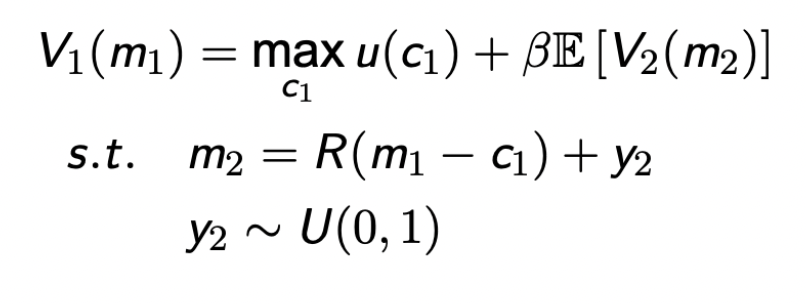 V₁(m₁) = max u(c₁) + β𝔼 [V₂(m₂)]
c₁
s.t. m₂ = R(m₁ − c₁) + y₂
y₂ ∼ U(0, 1)